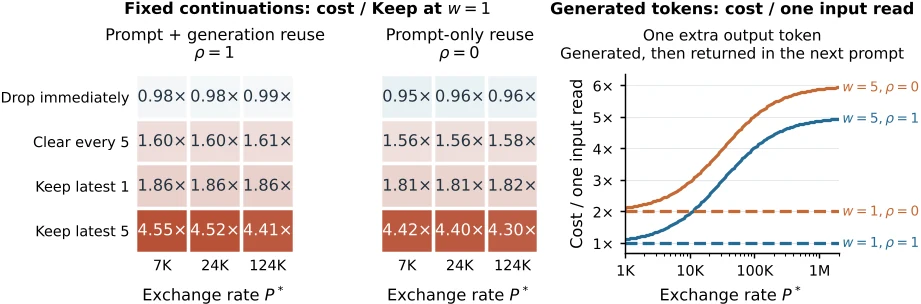 Fixed continuations: cost / Keep at w = 1
Prompt + generation reuse
ρ = 1
Prompt-only reuse
ρ = 0
Drop immediately 0.98× 0.98× 0.99× 0.95× 0.96× 0.96×
Clear every 5 1.60× 1.60× 1.61× 1.56× 1.56× 1.58×
Keep latest 1 1.86× 1.86× 1.86× 1.81× 1.81× 1.82×
Keep latest 5 4.55× 4.52× 4.41× 4.42× 4.40× 4.30×
7K 24K 124K 7K 24K 124K
Exchange rate P* Exchange rate P*
Generated tokens: cost / one input read
One extra output token
Generated, then returned in the next prompt
Cost / one input read
6×
5×
4×
3×
2×
1×
w = 5, ρ = 0
w = 5, ρ = 1
w = 1, ρ = 0
w = 1, ρ = 1
1K 10K 100K 1M
Exchange rate P*